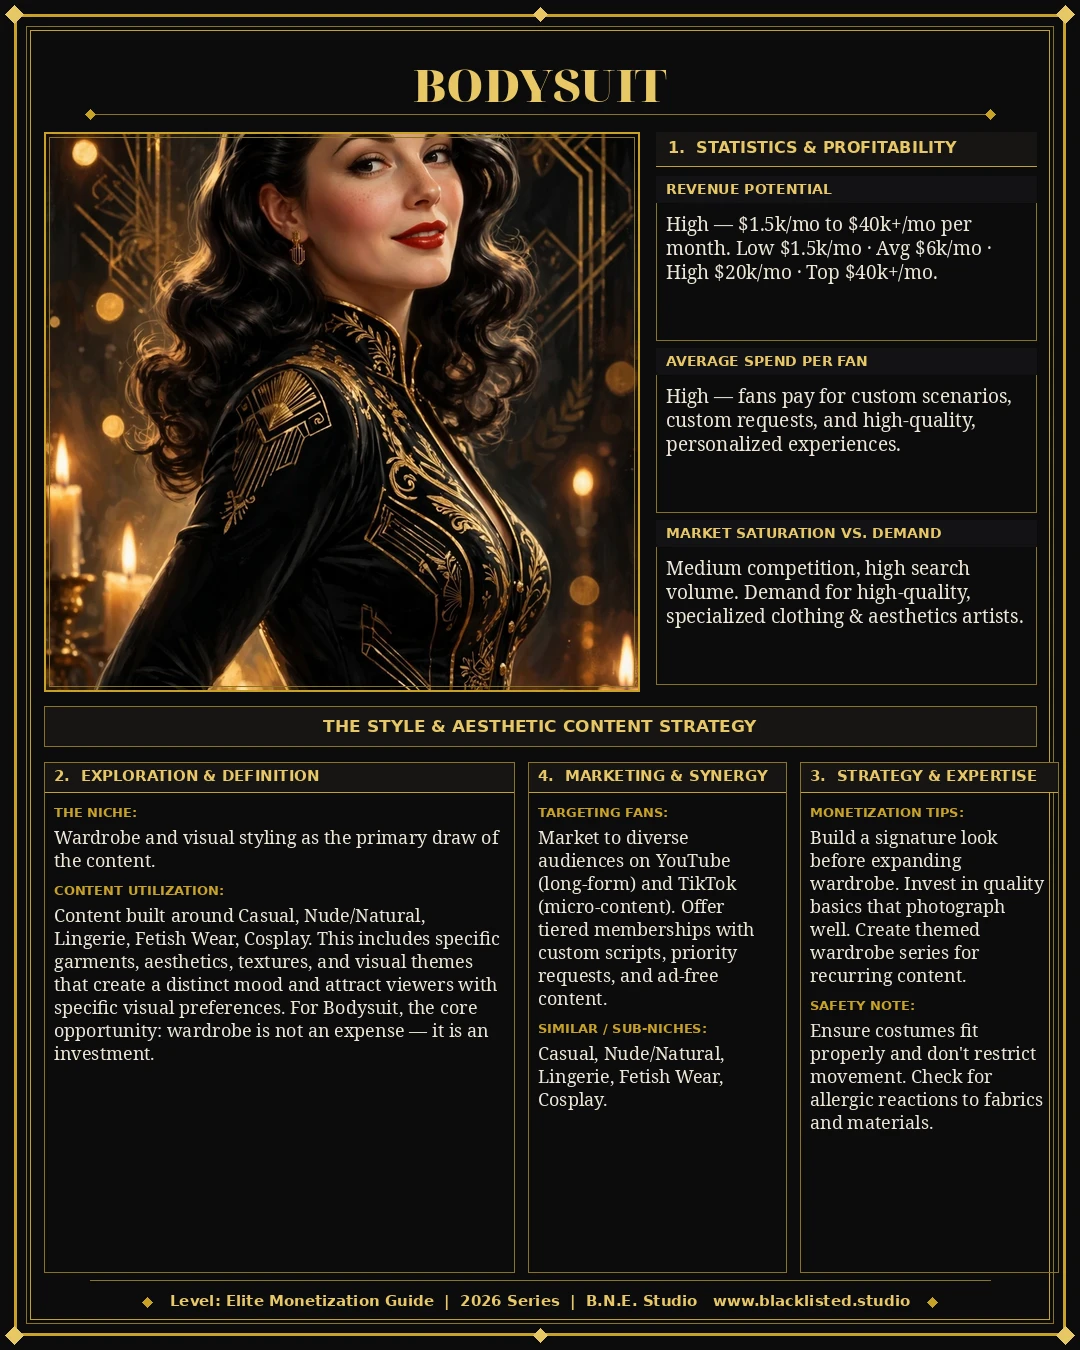 BODYSUIT
1. STATISTICS & PROFITABILITY
REVENUE POTENTIAL
High — $1.5k/mo to $40k+/mo per
month. Low $1.5k/mo · Avg $6k/mo ·
High $20k/mo · Top $40k+/mo.
AVERAGE SPEND PER FAN
High — fans pay for custom scenarios,
custom requests, and high-quality,
personalized experiences.
MARKET SATURATION VS. DEMAND
Medium competition, high search
volume. Demand for high-quality,
specialized clothing & aesthetics artists.
THE STYLE & AESTHETIC CONTENT STRATEGY
2. EXPLORATION & DEFINITION
THE NICHE:
Wardrobe and visual styling as the primary draw of
the content.
CONTENT UTILIZATION:
Content built around Casual, Nude/Natural,
Lingerie, Fetish Wear, Cosplay. This includes specific
garments, aesthetics, textures, and visual themes
that create a distinct mood and attract viewers with
specific visual preferences. For Bodysuit, the core
opportunity: wardrobe is not an expense — it is an
investment.
4. MARKETING & SYNERGY
TARGETING FANS:
Market to diverse
audiences on YouTube
(long-form) and TikTok
(micro-content). Offer
tiered memberships with
custom scripts, priority
requests, and ad-free
content.
SIMILAR / SUB-NICHES:
Casual, Nude/Natural,
Lingerie, Fetish Wear,
Cosplay.
3. STRATEGY & EXPERTISE
MONETIZATION TIPS:
Build a signature look
before expanding
wardrobe. Invest in quality
basics that photograph
well. Create themed
wardrobe series for
recurring content.
SAFETY NOTE:
Ensure costumes fit
properly and don't restrict
movement. Check for
allergic reactions to fabrics
and materials.
Level: Elite Monetization Guide | 2026 Series | B.N.E. Studio www.blacklisted.studio